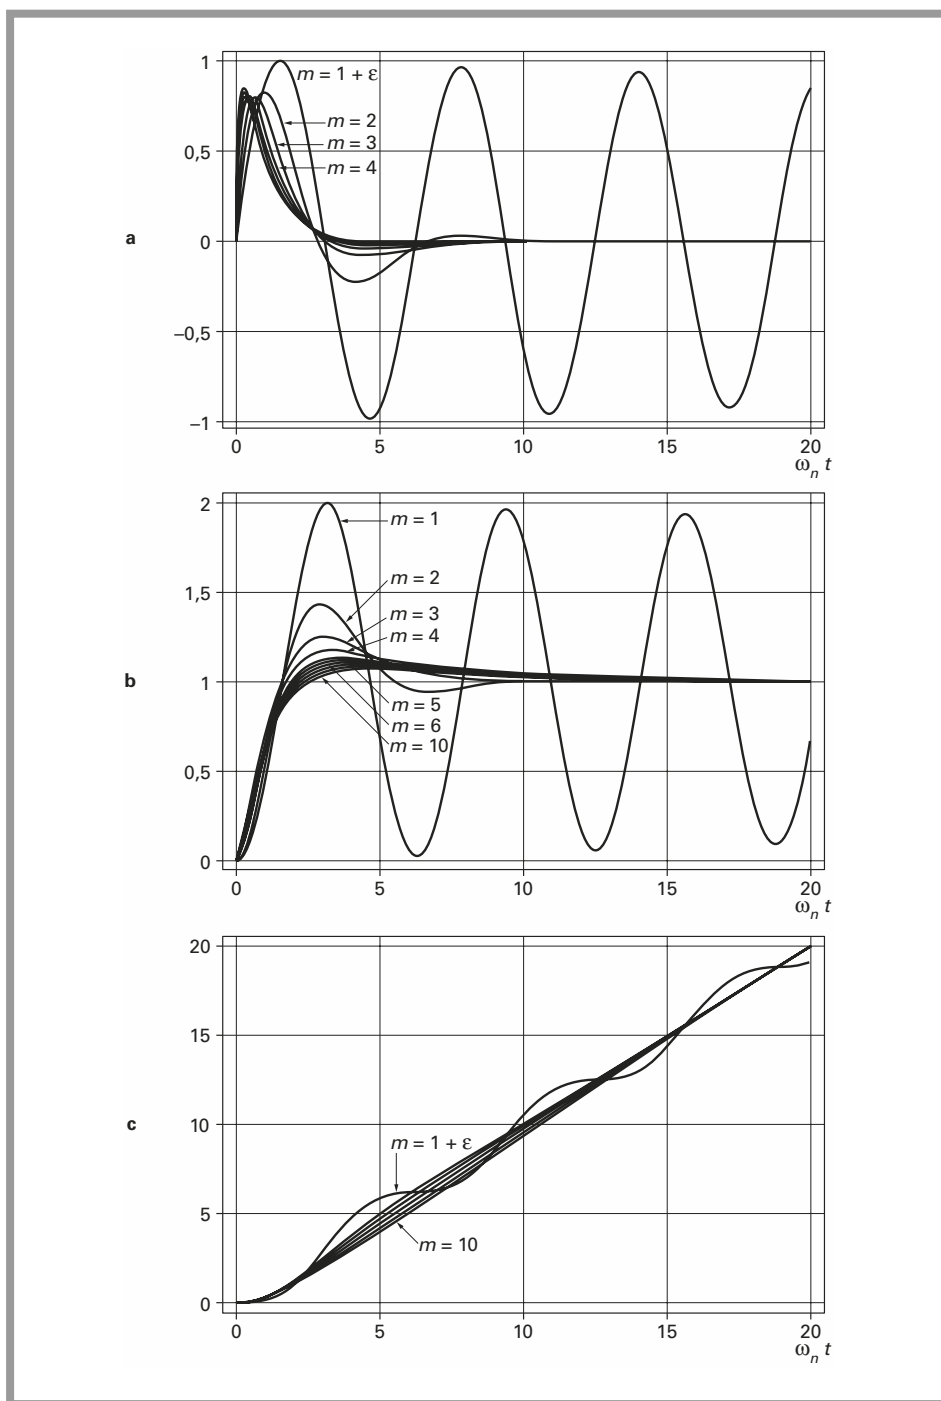 1
m = 1 + ε
m = 2
0,5
m = 3
m = 4
a
0
–0,5
–1
0 5 10 15 20
ωn t
2
m = 1
1,5
m = 2
m = 3
m = 4
b
1
m = 5
m = 6
m = 10
0,5
0
0 5 10 15 20
ωn t
20
15
c
10
m = 1 + ε
5
m = 10
0
0 5 10 15 20
ωn t